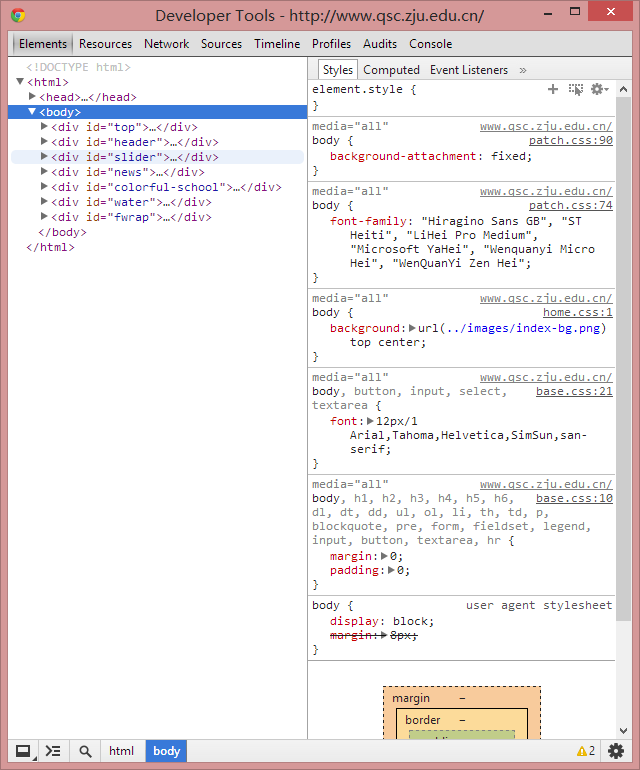 Developer Tools - http://www.qsc.zju.edu.cn/
Elements Resources Network Sources Timeline Profiles Audits Console
<!DOCTYPE html>
<html>
<head>…</head>
<body>
<div id="top">…</div>
<div id="header">…</div>
<div id="slider">…</div>
<div id="news">…</div>
<div id="colorful-school">…</div>
<div id="water">…</div>
<div id="fwrap">…</div>
</body>
</html>
Styles Computed Event Listeners »
element.style {
}
media="all" www.qsc.zju.edu.cn/
body { patch.css:90
background-attachment: fixed;
}
media="all" www.qsc.zju.edu.cn/
body { patch.css:74
font-family: "Hiragino Sans GB", "ST
Heiti", "LiHei Pro Medium",
"Microsoft YaHei", "Wenquanyi Micro
Hei", "WenQuanYi Zen Hei";
}
media="all" www.qsc.zju.edu.cn/
body { home.css:1
background: url(../images/index-bg.png)
top center;
}
media="all" www.qsc.zju.edu.cn/
body, button, input, select, base.css:21
textarea {
font: 12px/1
Arial,Tahoma,Helvetica,SimSun,san-
serif;
}
media="all" www.qsc.zju.edu.cn/
body, h1, h2, h3, h4, h5, h6, base.css:10
dl, dt, dd, ul, ol, li, th, td, p,
blockquote, pre, form, fieldset, legend,
input, button, textarea, hr {
margin: 0;
padding: 0;
}
body { user agent stylesheet
display: block;
margin: 8px;
}
margin –
border –
html body 2